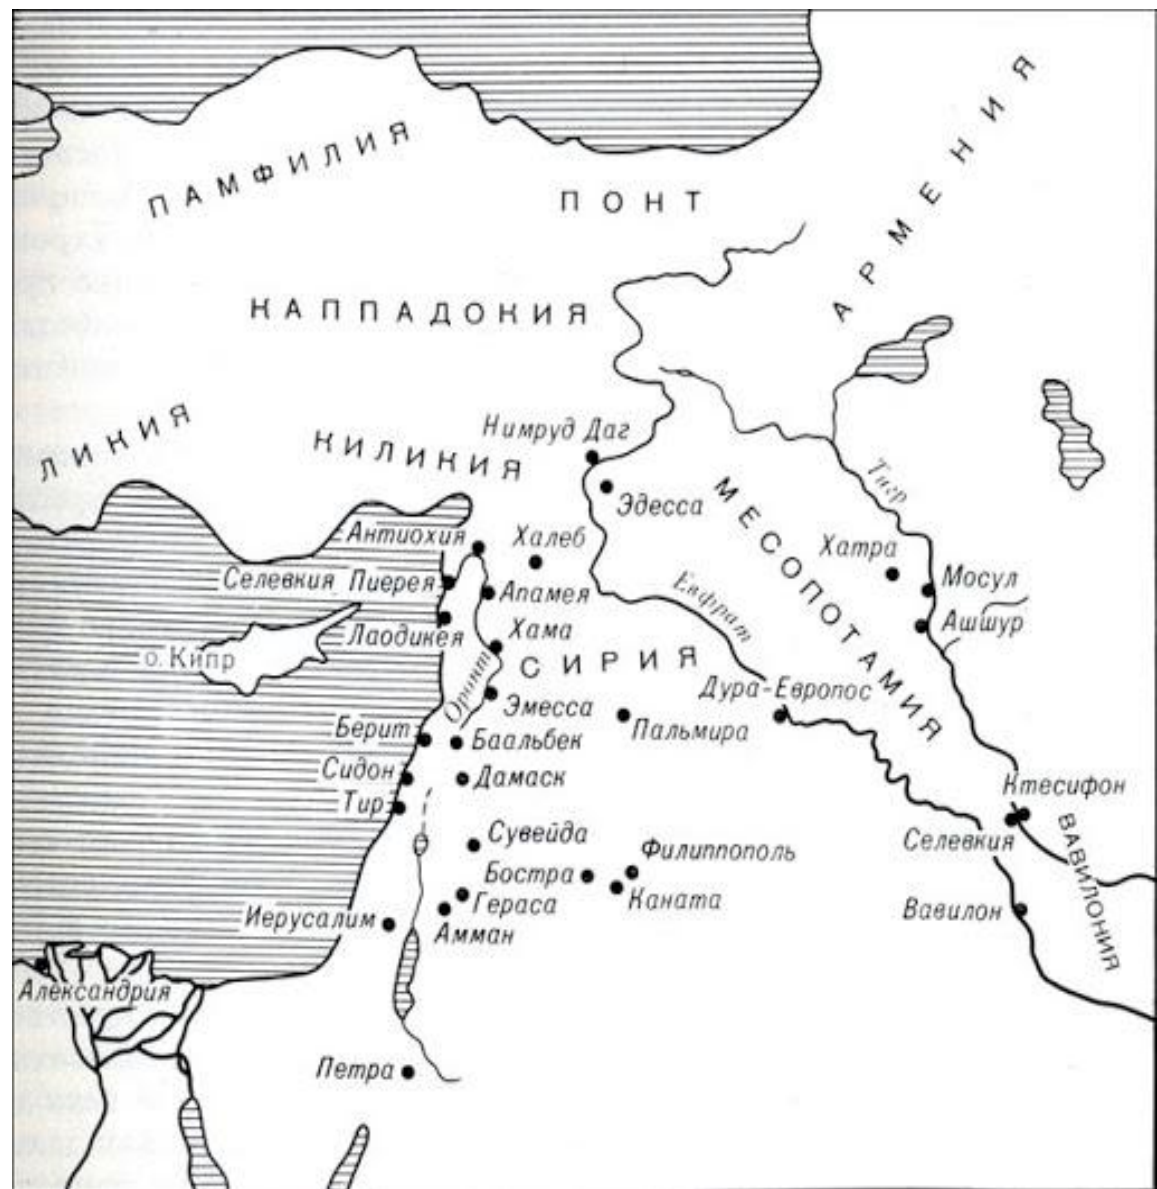 АРМЕНИЯ
ПАМФИЛИЯ
ПОНТ
КАППАДОКИЯ
ЛИКИЯ
КИЛИКИЯ
Нимруд Даг
Эдесса
МЕСОПОТАМИЯ
Тигр
Антиохия
Халеб
Хатра
Мосул
Селевкия Пиерея
Апамея
Евфрат
Ашшур
Лаодикея
Хама
о. Кипр
СИРИЯ
Оронт
Эмесса
Дура-Европос
Пальмира
Берит
Баальбек
Сидон
Дамаск
Тир
Ктесифон
Селевкия
ВАВИЛОНИЯ
Сувейда
Филиппополь
Бостра
Каната
Гераса
Вавилон
Иерусалим
Амман
Александрия
Петра